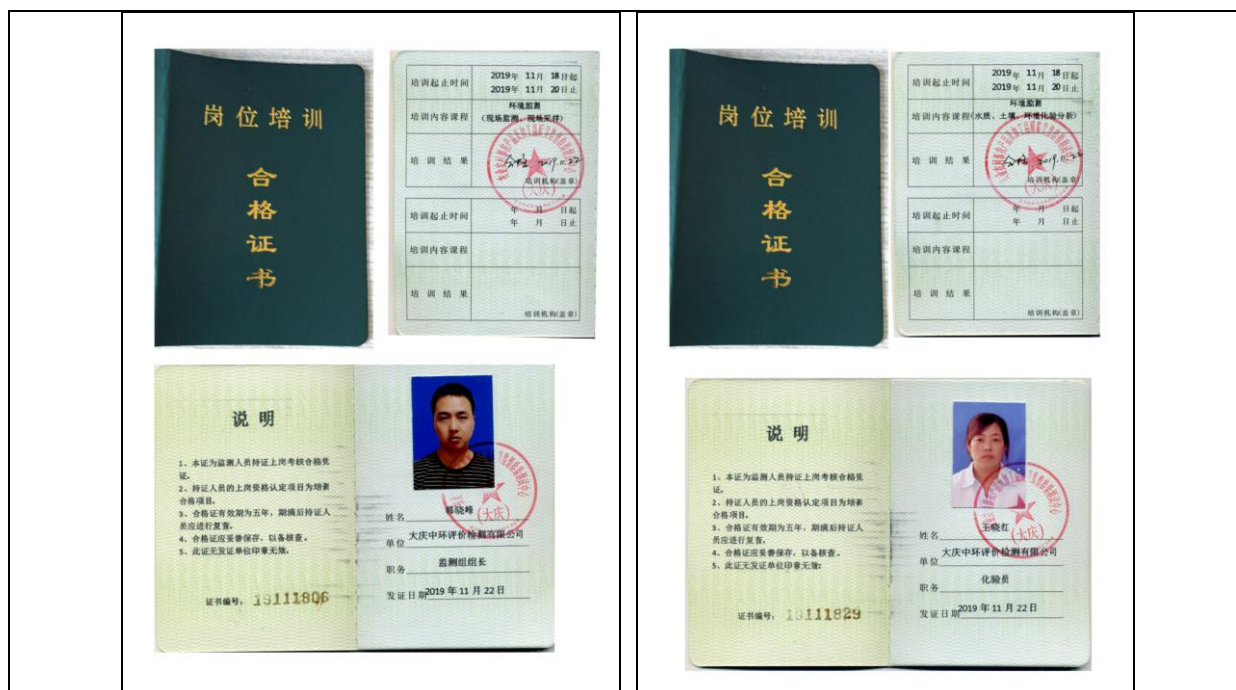 岗位培训
合
格
证
书
培训起止时间
2019年 11月 18日起
2019年 11月 20日止
培训内容课程
环境监测
(现场监测、现场采样)
培 训 结 果
合格 2019.11.22
培训机构(盖章)
(大庆)
培训起止时间
年 月 日起
年 月 日止
培训内容课程
培 训 结 果
培训机构(盖章)
说 明
1、本证为监测人员持证上岗考核合格凭
证。
2、持证人员的上岗资格认定项目为培训
合格项目。
3、合格证有效期为五年,期满后持证人
员应进行复查。
4、合格证应妥善保存,以备核查。
5、此证无发证单位印章无效。
证书编号: 19111806
(大庆)
姓名 晓峰
单位 大庆中环评价检测有限公司
职务 监测组组长
发证日期 2019年11月22日
岗位培训
合
格
证
书
培训起止时间
2019年 11月 18日起
2019年 11月 20日止
培训内容课程
环境监测
(水质、土壤、环境化验分析)
培 训 结 果
合格 2019.11.22
培训机构(盖章)
(大庆)
培训起止时间
年 月 日起
年 月 日止
培训内容课程
培 训 结 果
培训机构(盖章)
说 明
1、本证为监测人员持证上岗考核合格凭
证。
2、持证人员的上岗资格认定项目为培训
合格项目。
3、合格证有效期为五年,期满后持证人
员应进行复查。
4、合格证应妥善保存,以备核查。
5、此证无发证单位印章无效:
证书编号: 19111829
(大庆)
姓名 王晓红
单位 大庆中环评价检测有限公司
职务 化验员
发证日期 2019年11月22日